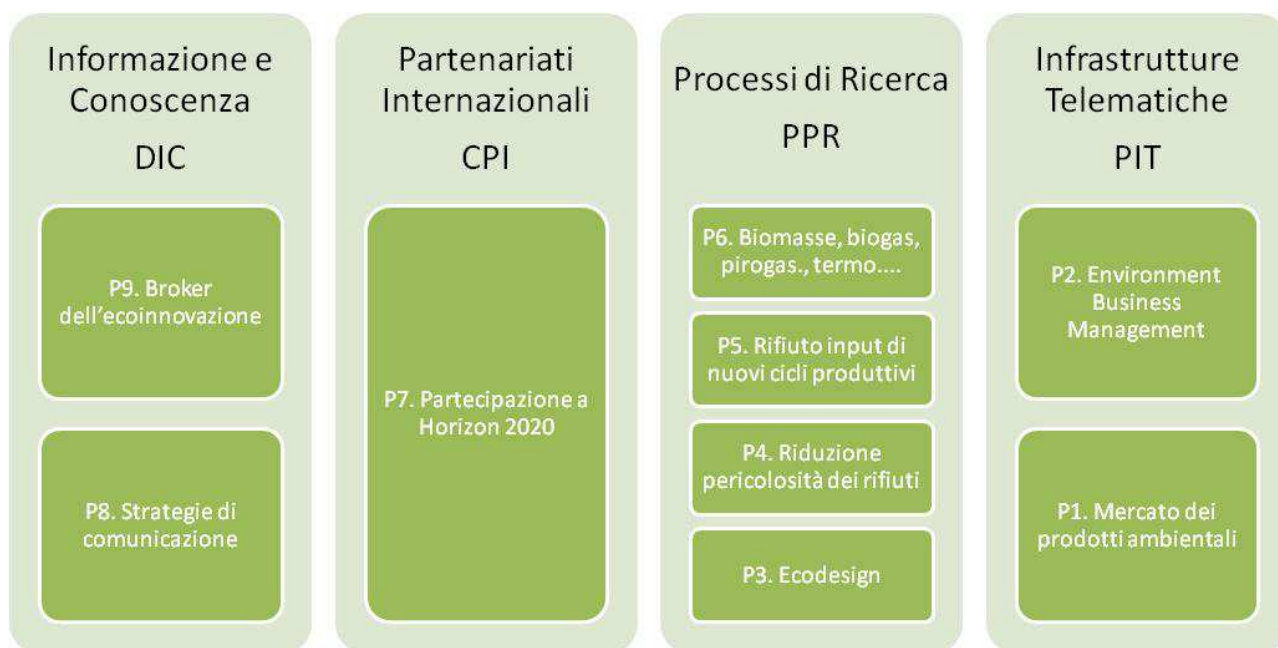 Informazione e
Conoscenza
DIC
P9. Broker
dell'ecoinnovazione
P8. Strategie di
comunicazione
Partenariati
Internazionali
CPI
P7. Partecipazione a
Horizon 2020
Processi di Ricerca
PPR
P6. Biomasse, biogas,
pirogas., termo....
P5. Rifiuto input di
nuovi cicli produttivi
P4. Riduzione
pericolosità dei rifiuti
P3. Ecodesign
Infrastrutture
Telematiche
PIT
P2. Environment
Business
Management
P1. Mercato dei
prodotti ambientali